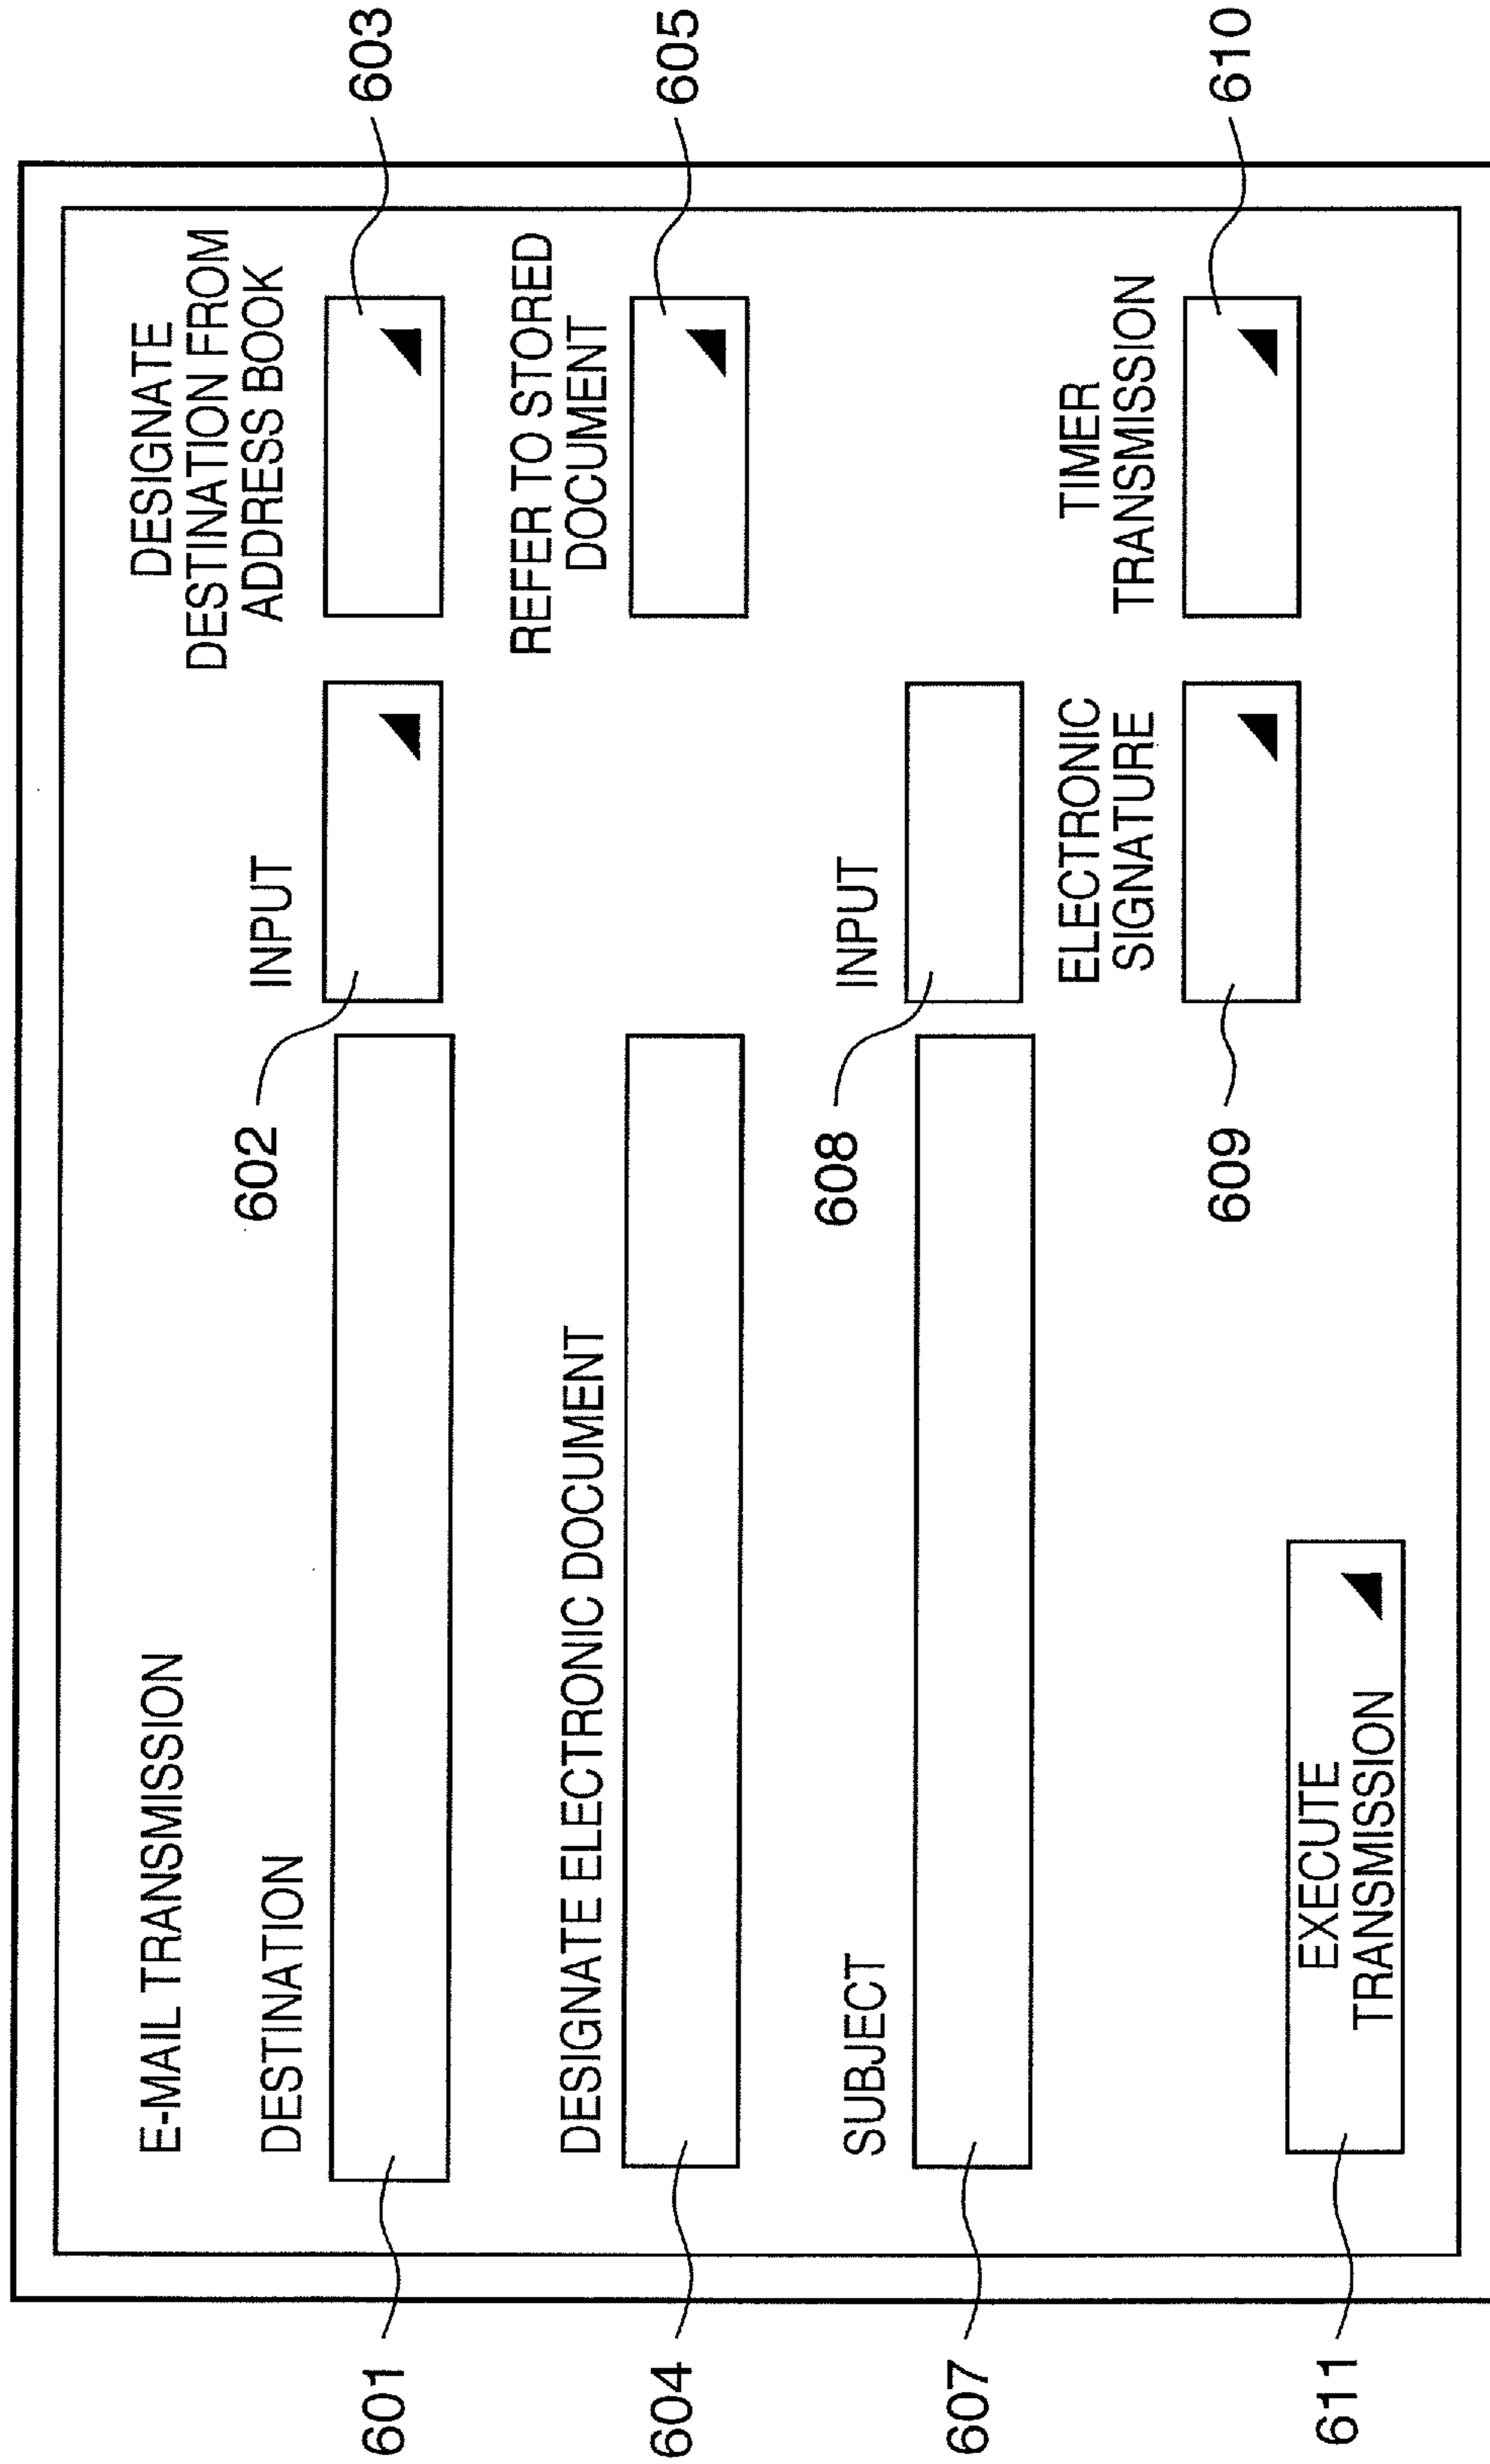 E-MAIL TRANSMISSION
DESIGNATE
DESTINATION FROM
ADDRESS BOOK
DESTINATION
INPUT
601
602
603
DESIGNATE ELECTRONIC DOCUMENT
REFER TO STORED
DOCUMENT
604
605
SUBJECT
INPUT
607
608
ELECTRONIC
SIGNATURE
TIMER
TRANSMISSION
609
610
EXECUTE
TRANSMISSION
611